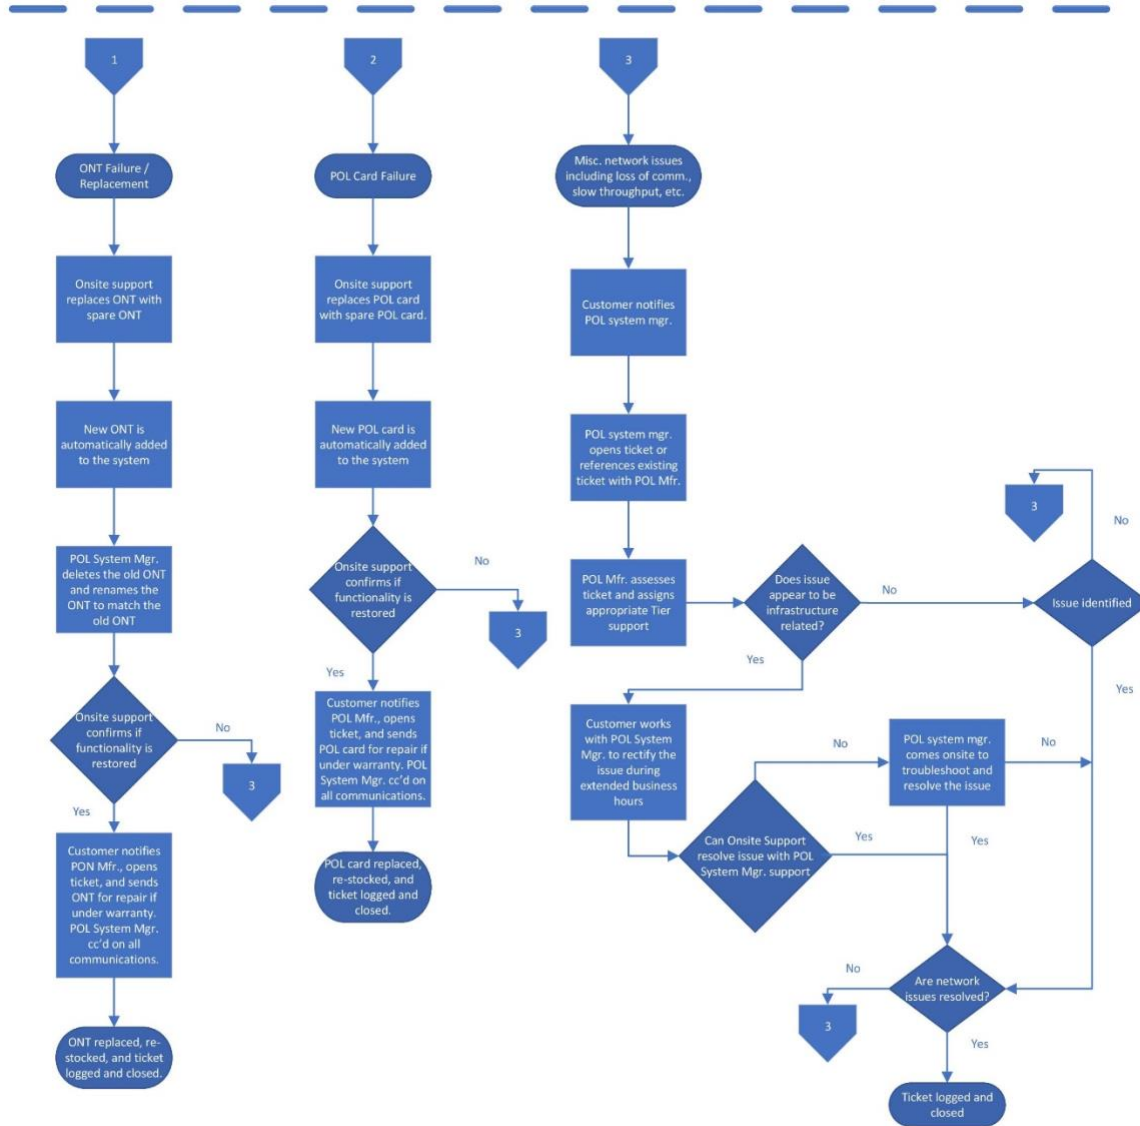 1
ONT Failure /
Replacement
Onsite support
replaces ONT with
spare ONT
New ONT is
automatically added
to the system
POL System Mgr.
deletes the old ONT
and renames the
ONT to match the
old ONT
Onsite support
confirms if
functionality is
restored
No
3
Yes
Customer notifies
PON Mfr., opens
ticket, and sends
ONT for repair if
under warranty.
POL System Mgr.
cc'd on all
communications.
ONT replaced, re-
stocked, and ticket
logged and closed.
2
POL Card Failure
Onsite support
replaces POL card
with spare POL card.
New POL card is
automatically added
to the system
Onsite support
confirms if
functionality is
restored
No
3
Yes
Customer notifies
POL Mfr., opens
ticket, and sends
POL card for repair if
under warranty. POL
System Mgr. cc'd on
all communications.
POL card replaced,
re-stocked, and
ticket logged and
closed.
3
Misc. network issues
including loss of comm.,
slow throughput, etc.
Customer notifies
POL system mgr.
POL system mgr.
opens ticket or
references existing
ticket with POL Mfr.
POL Mfr. assesses
ticket and assigns
appropriate Tier
support
Does issue
appear to be
infrastructure
related?
No
Issue identified
No
3
Yes
Yes
Customer works
with POL System
Mgr. to rectify the
issue during
extended business
hours
Can Onsite Support
resolve issue with POL
System Mgr. support
No
Yes
POL system mgr.
comes onsite to
troubleshoot and
resolve the issue
No
Yes
Are network
issues resolved?
No
3
Yes
Ticket logged and
closed